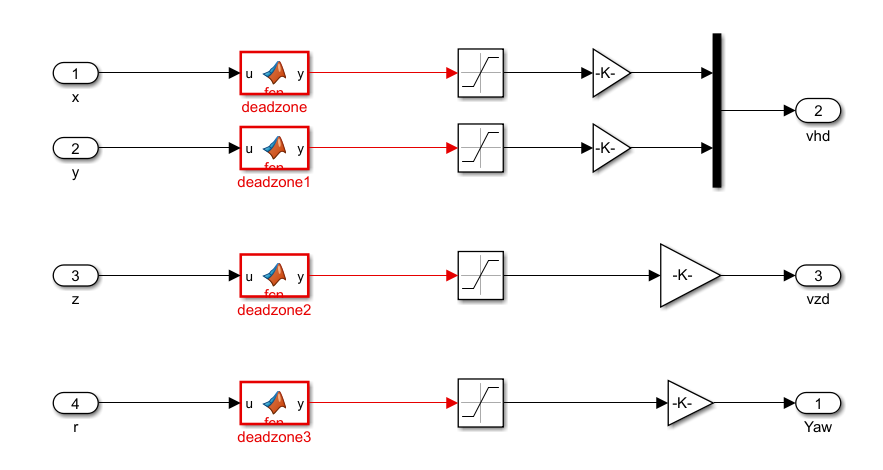 1
x
u y
fcn
deadzone
-K-
2
vhd
2
y
u y
fcn
deadzone1
-K-
3
z
u y
fcn
deadzone2
-K-
3
vzd
4
r
u y
fcn
deadzone3
-K-
1
Yaw